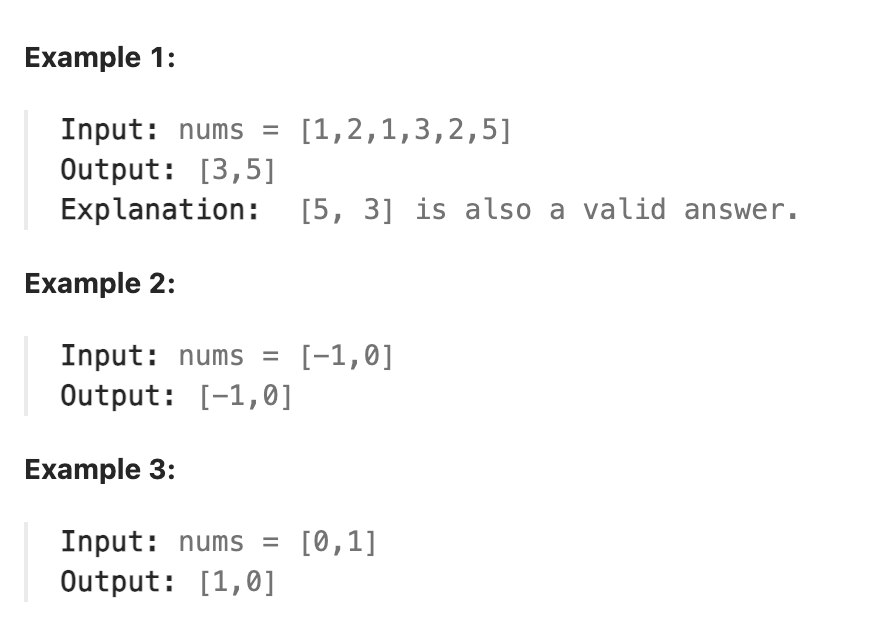 Example 1:
Input: nums = [1,2,1,3,2,5]
Output: [3,5]
Explanation:  [5, 3] is also a valid answer.
Example 2:
Input: nums = [-1,0]
Output: [-1,0]
Example 3:
Input: nums = [0,1]
Output: [1,0]